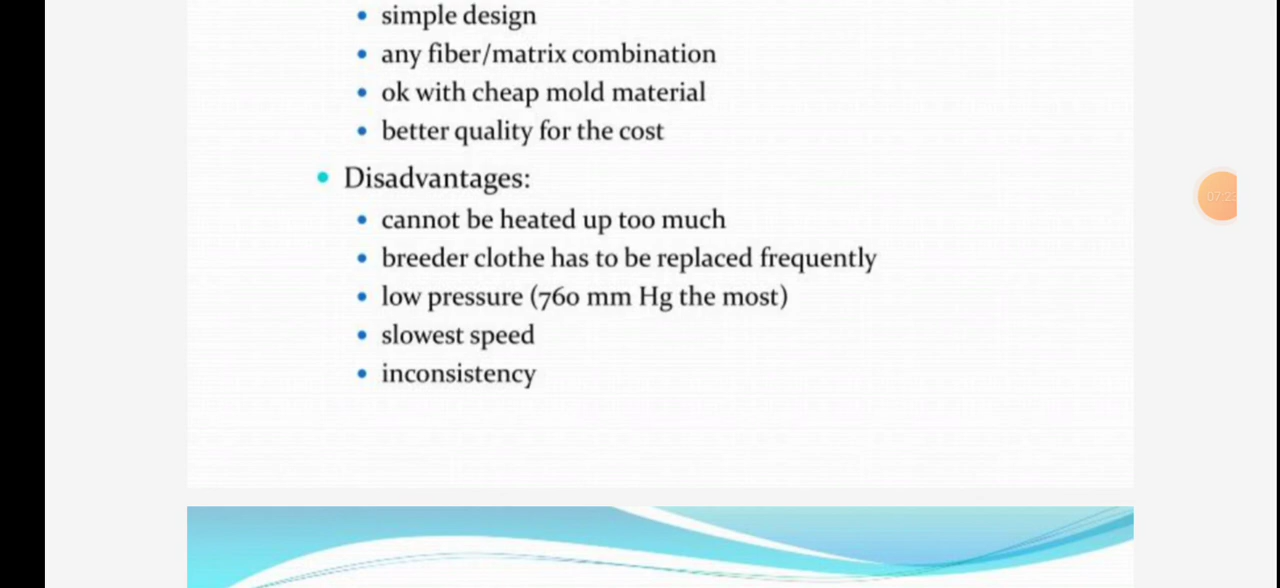 simple design
any fiber/matrix combination
ok with cheap mold material
better quality for the cost
Disadvantages:
cannot be heated up too much
breeder clothe has to be replaced frequently
low pressure (760 mm Hg the most)
slowest speed
inconsistency